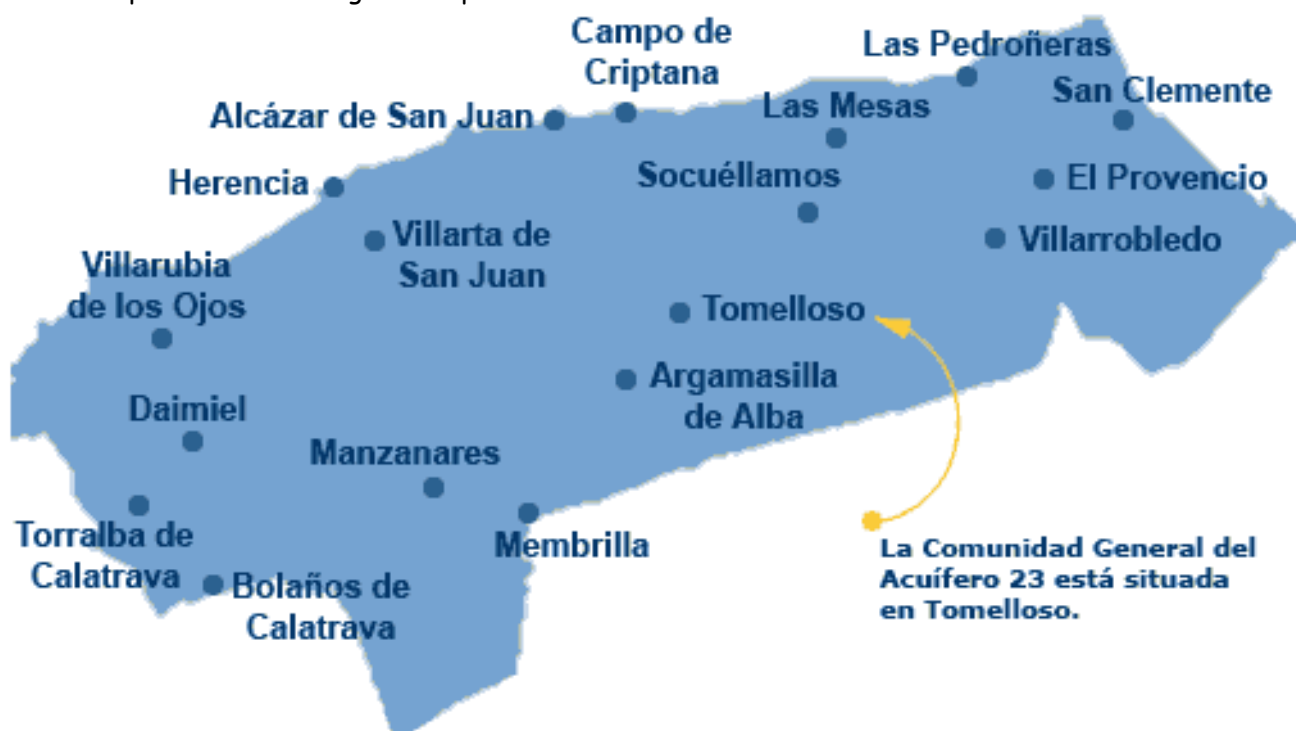 Campo de
Criptana
Las Pedroñeras
San Clemente
Las Mesas
Alcázar de San Juan
Herencia
Socuéllamos
El Provencio
Villarta de
San Juan
Villarrobledo
Villarubia
de los Ojos
Tomelloso
Argamasilla
de Alba
Daimiel
Manzanares
Torralba de
Calatrava
Membrilla
Bolaños de
Calatrava
La Comunidad General del
Acuífero 23 está situada
en Tomelloso.